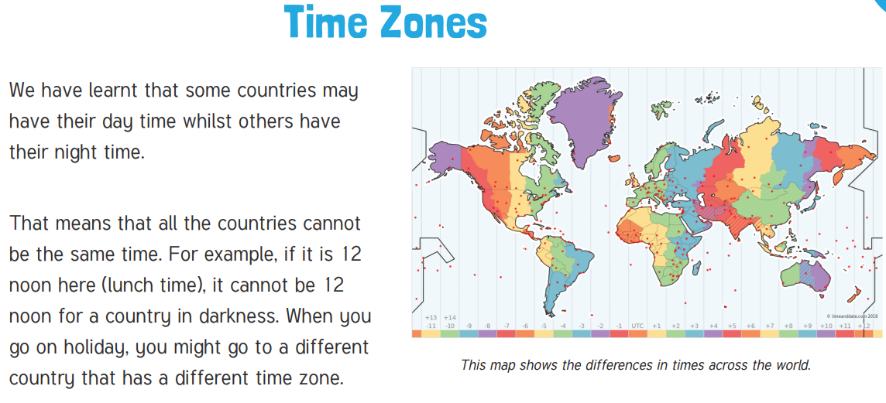 Time Zones
We have learnt that some countries may
have their day time whilst others have
their night time.
That means that all the countries cannot
be the same time. For example, if it is 12
noon here (lunch time), it cannot be 12
noon for a country in darkness. When you
go on holiday, you might go to a different
country that has a different time zone.
+13 +14
-11 -10 -9 -8 -7 -6 -5 -4 -3 -2 -1 UTC +1 +2 +3 +4 +5 +6 +7 +8 +9 +10 +11 +12
This map shows the differences in times across the world.